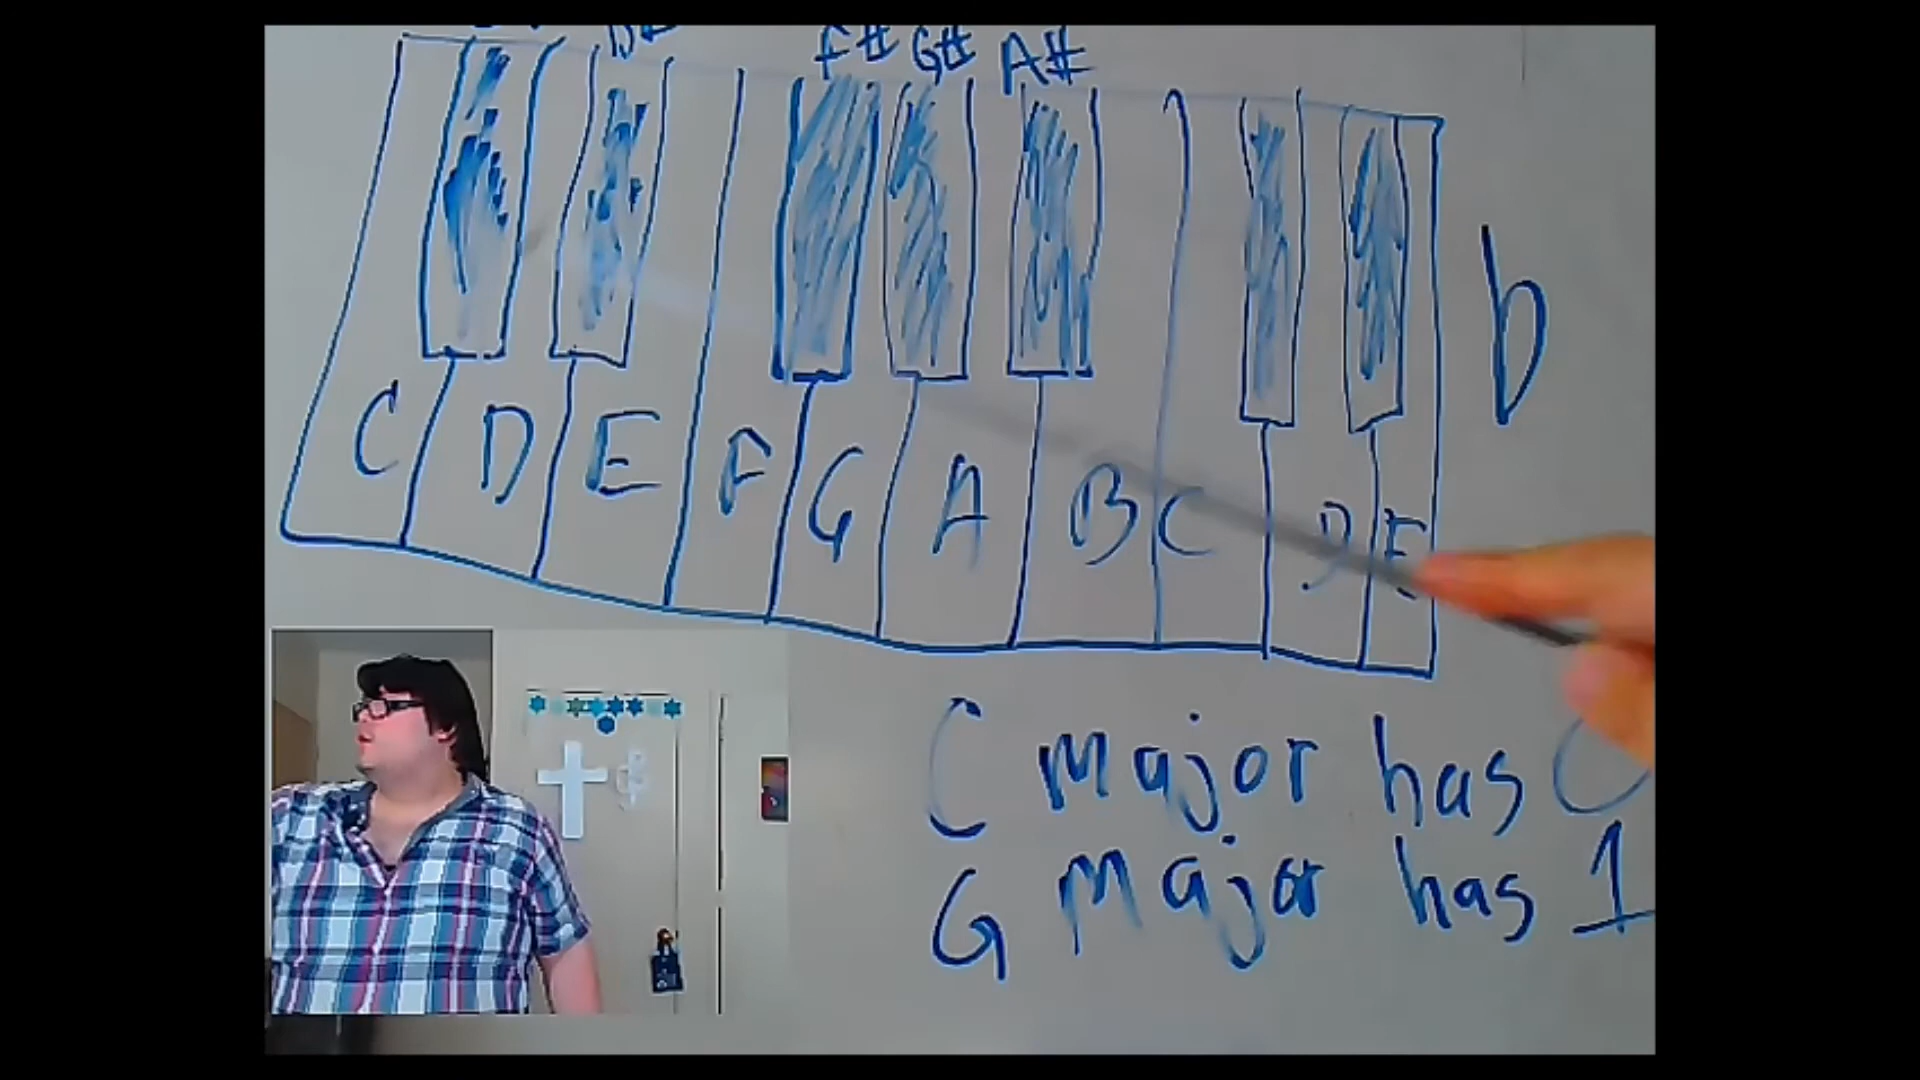 F# G# A#
b
C D E F G A B C D E
C major has
G major has 1